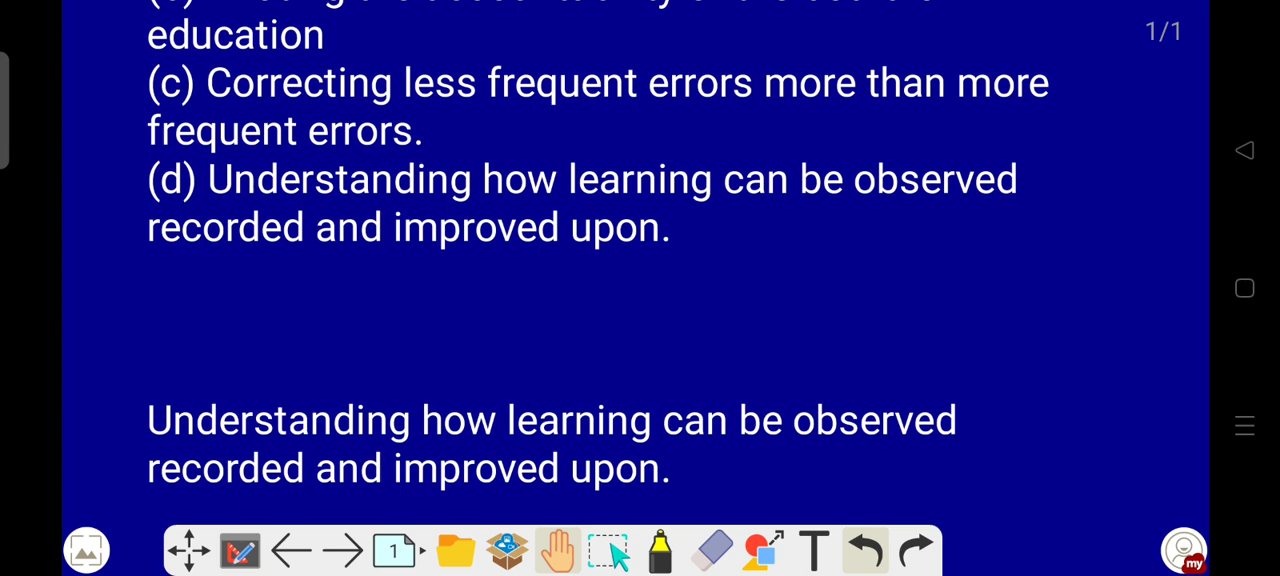 education
1/1
(c) Correcting less frequent errors more than more
frequent errors.
(d) Understanding how learning can be observed
recorded and improved upon.
Understanding how learning can be observed
recorded and improved upon.
1
T
my